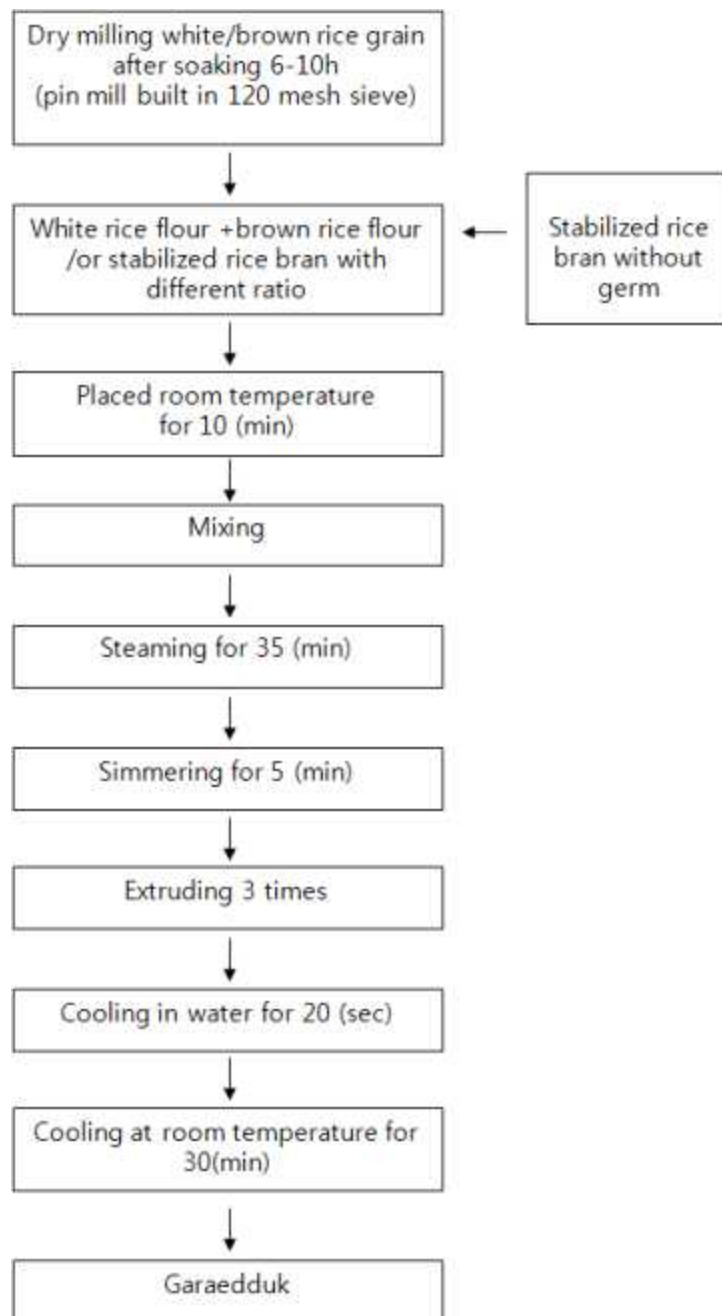 Dry milling white/brown rice grain
after soaking 6-10h
(pin mill built in 120 mesh sieve)
White rice flour +brown rice flour
/or stabilized rice bran with
different ratio
Stabilized rice
bran without
germ
Placed room temperature
for 10 (min)
Mixing
Steaming for 35 (min)
Simmering for 5 (min)
Extruding 3 times
Cooling in water for 20 (sec)
Cooling at room temperature for
30(min)
Garaedduk